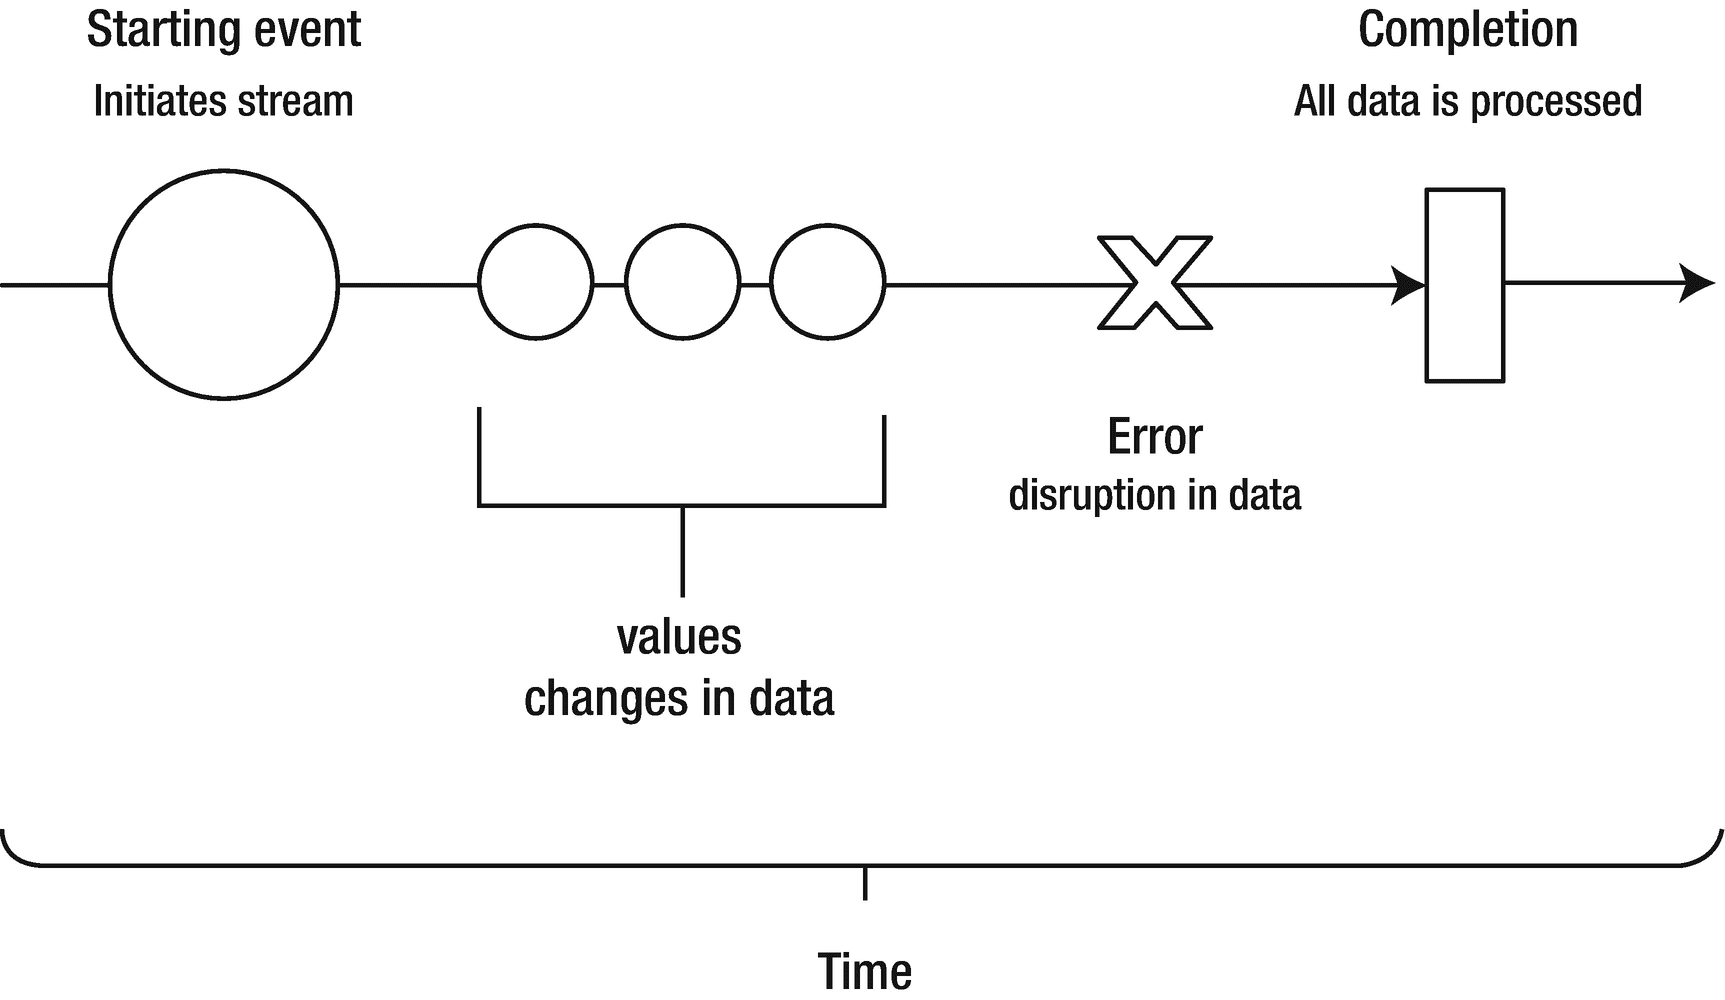 Starting event
Initiates stream
Completion
All data is processed
Error
disruption in data
values
changes in data
Time